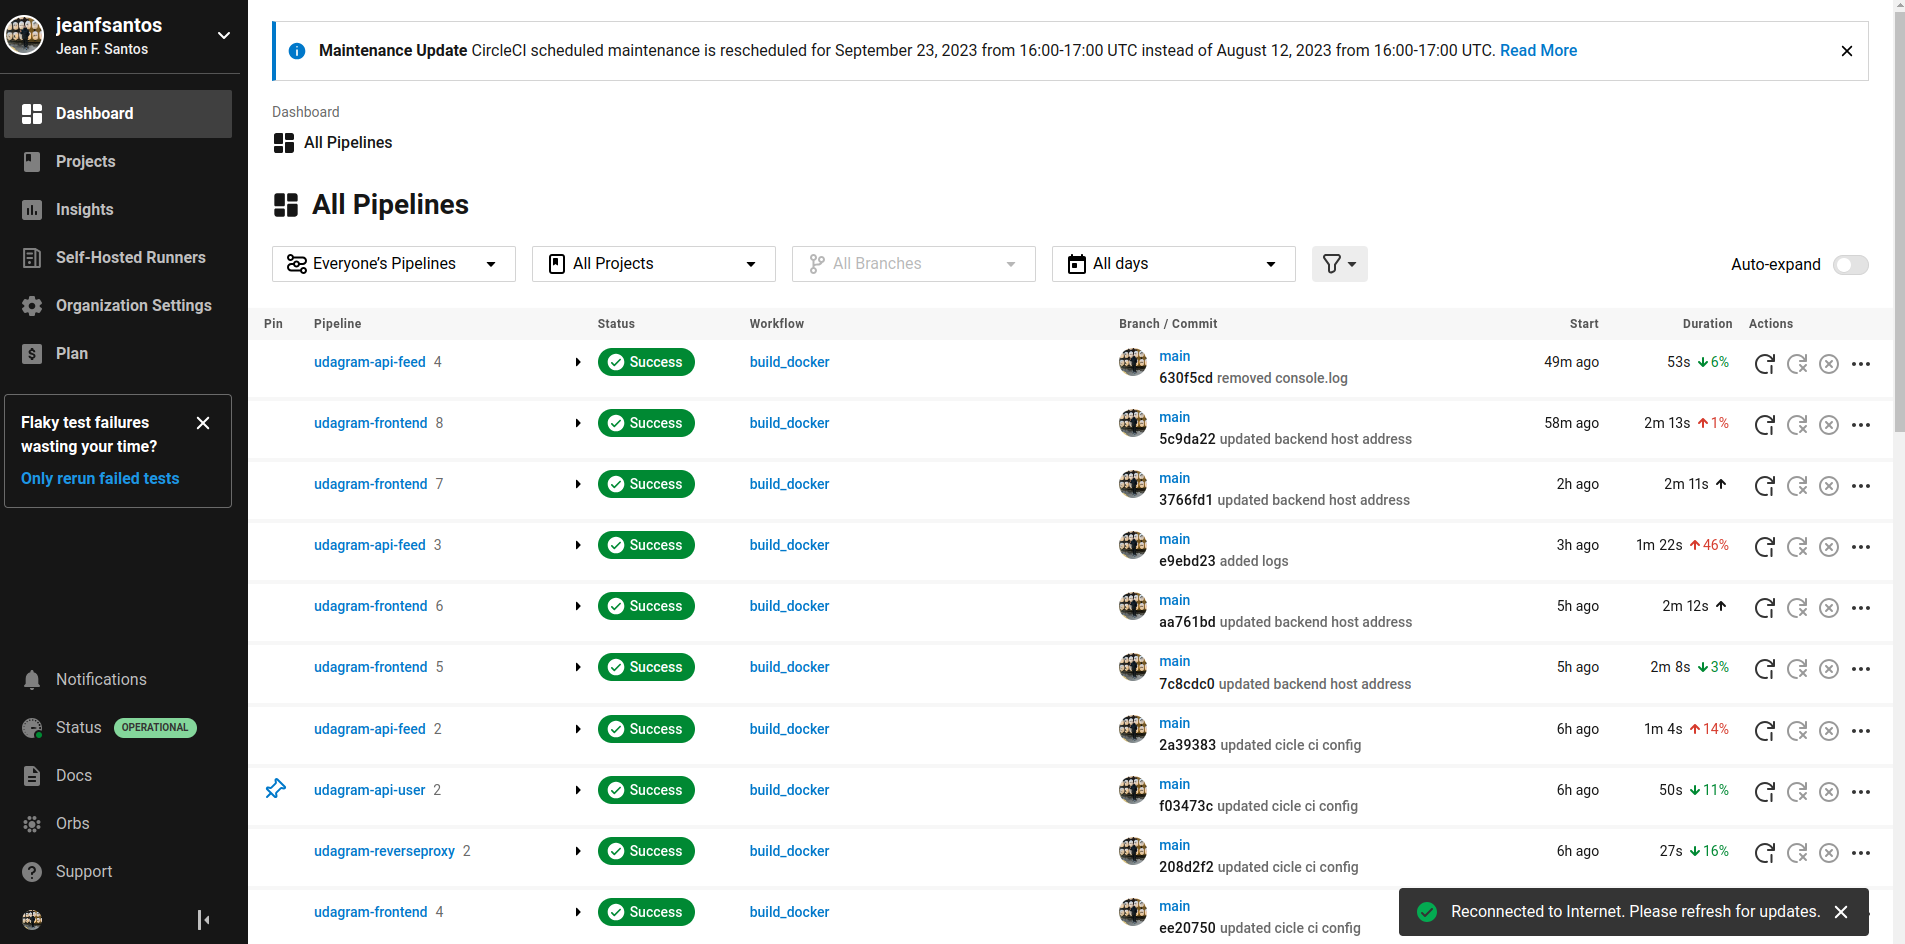 jeanfsantos
Jean F. Santos
Dashboard
Projects
Insights
Self-Hosted Runners
Organization Settings
Plan
Flaky test failures
wasting your time?
Only rerun failed tests
Notifications
Status OPERATIONAL
Docs
Orbs
Support
Maintenance Update CircleCI scheduled maintenance is rescheduled for September 23, 2023 from 16:00-17:00 UTC instead of August 12, 2023 from 16:00-17:00 UTC. Read More
Dashboard
All Pipelines
All Pipelines
Everyone’s Pipelines All Projects All Branches All days Auto-expand
Pin Pipeline Status Workflow Branch / Commit Start Duration Actions
udagram-api-feed 4 Success build_docker main 49m ago 53s 6%
630f5cd removed console.log
udagram-frontend 8 Success build_docker main 58m ago 2m 13s 1%
5c9da22 updated backend host address
udagram-frontend 7 Success build_docker main 2h ago 2m 11s
3766fd1 updated backend host address
udagram-api-feed 3 Success build_docker main 3h ago 1m 22s 46%
e9ebd23 added logs
udagram-frontend 6 Success build_docker main 5h ago 2m 12s
aa761bd updated backend host address
udagram-frontend 5 Success build_docker main 5h ago 2m 8s 3%
7c8cdc0 updated backend host address
udagram-api-feed 2 Success build_docker main 6h ago 1m 4s 14%
2a39383 updated cicle ci config
udagram-api-user 2 Success build_docker main 6h ago 50s 11%
f03473c updated cicle ci config
udagram-reverseproxy 2 Success build_docker main 6h ago 27s 16%
208d2f2 updated cicle ci config
udagram-frontend 4 Success build_docker main
ee20750 updated cicle ci config
Reconnected to Internet. Please refresh for updates.